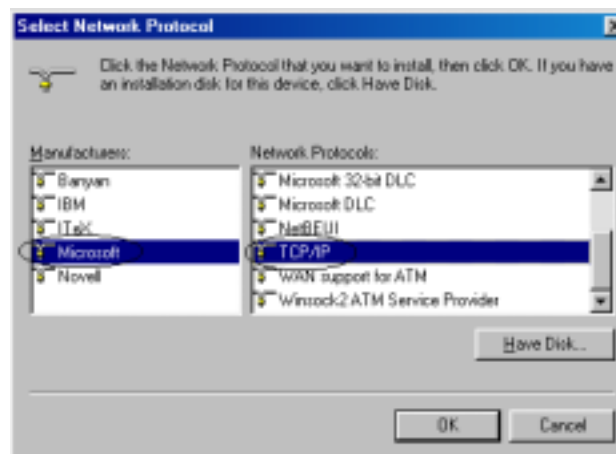 Select Network Protocol
Click the Network Protocol that you want to install, then click OK. If you have
an installation disk for this device, click Have Disk.
Manufacturers:
Banyan
IBM
ITeX
Microsoft
Novell
Network Protocols:
Microsoft 32-bit DLC
Microsoft DLC
NetBEUI
TCP/IP
WAN support for ATM
Winsock2 ATM Service Provider
Have Disk...
OK
Cancel